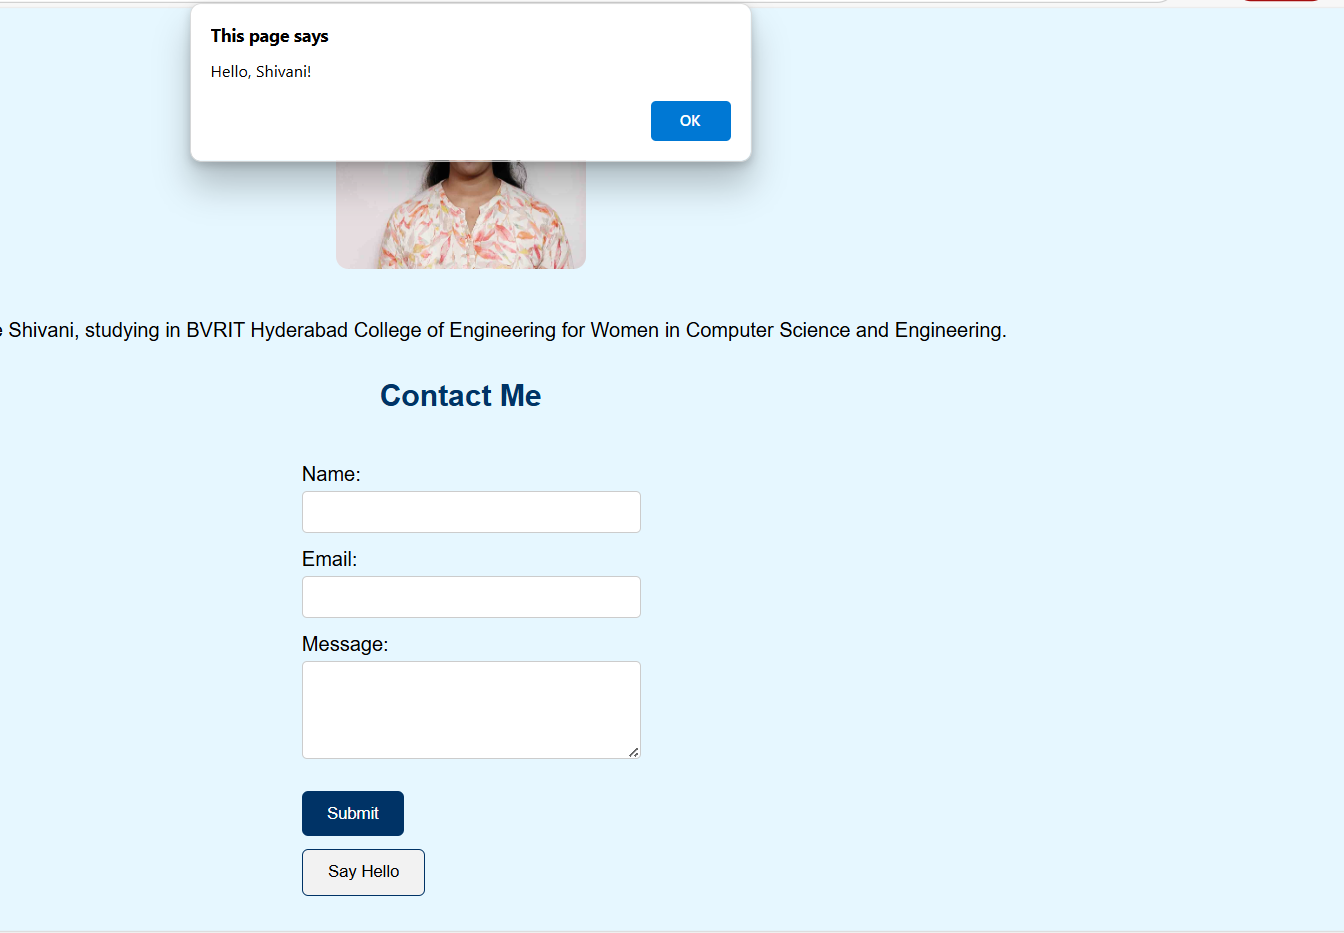 This page says
Hello, Shivani!
OK
Shivani, studying in BVRIT Hyderabad College of Engineering for Women in Computer Science and Engineering.
Contact Me
Name:
Email:
Message:
Submit
Say Hello